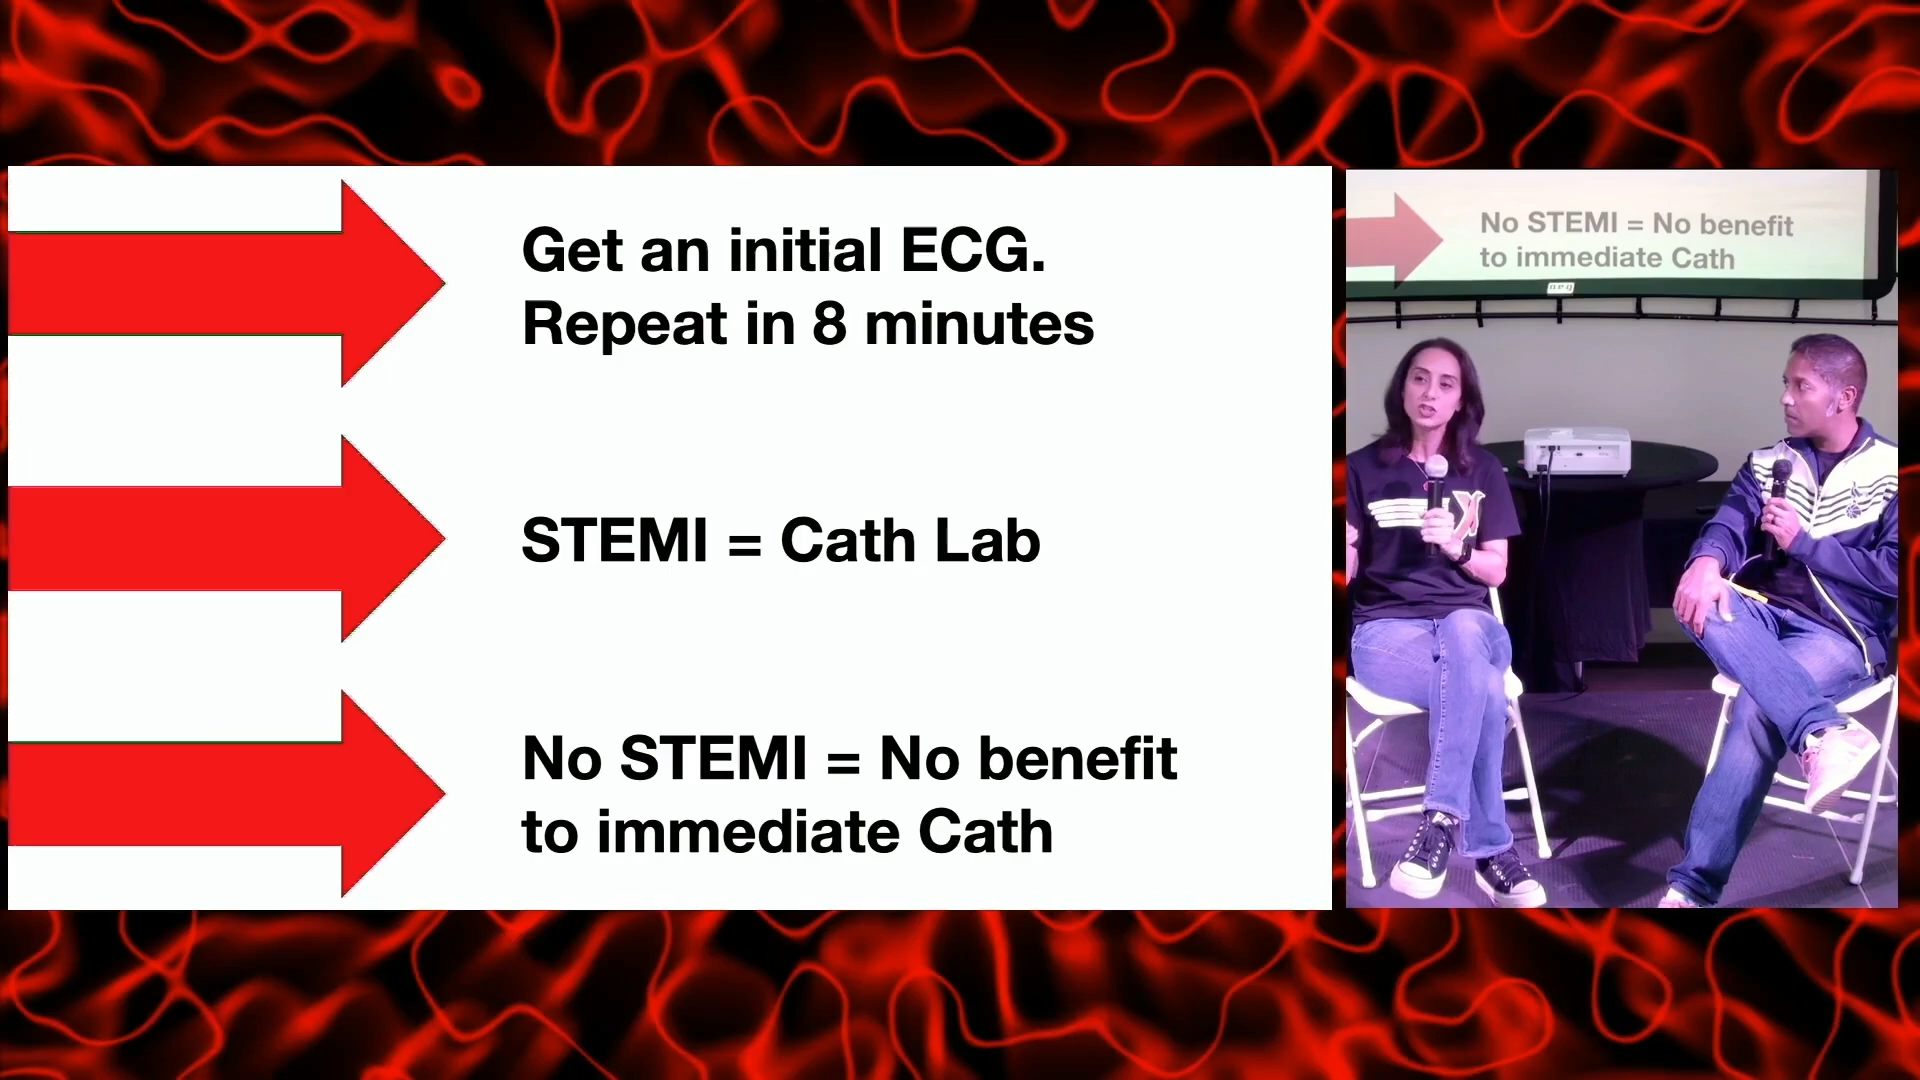 Get an initial ECG.
Repeat in 8 minutes
STEMI = Cath Lab
No STEMI = No benefit
to immediate Cath
No STEMI = No benefit
to immediate Cath